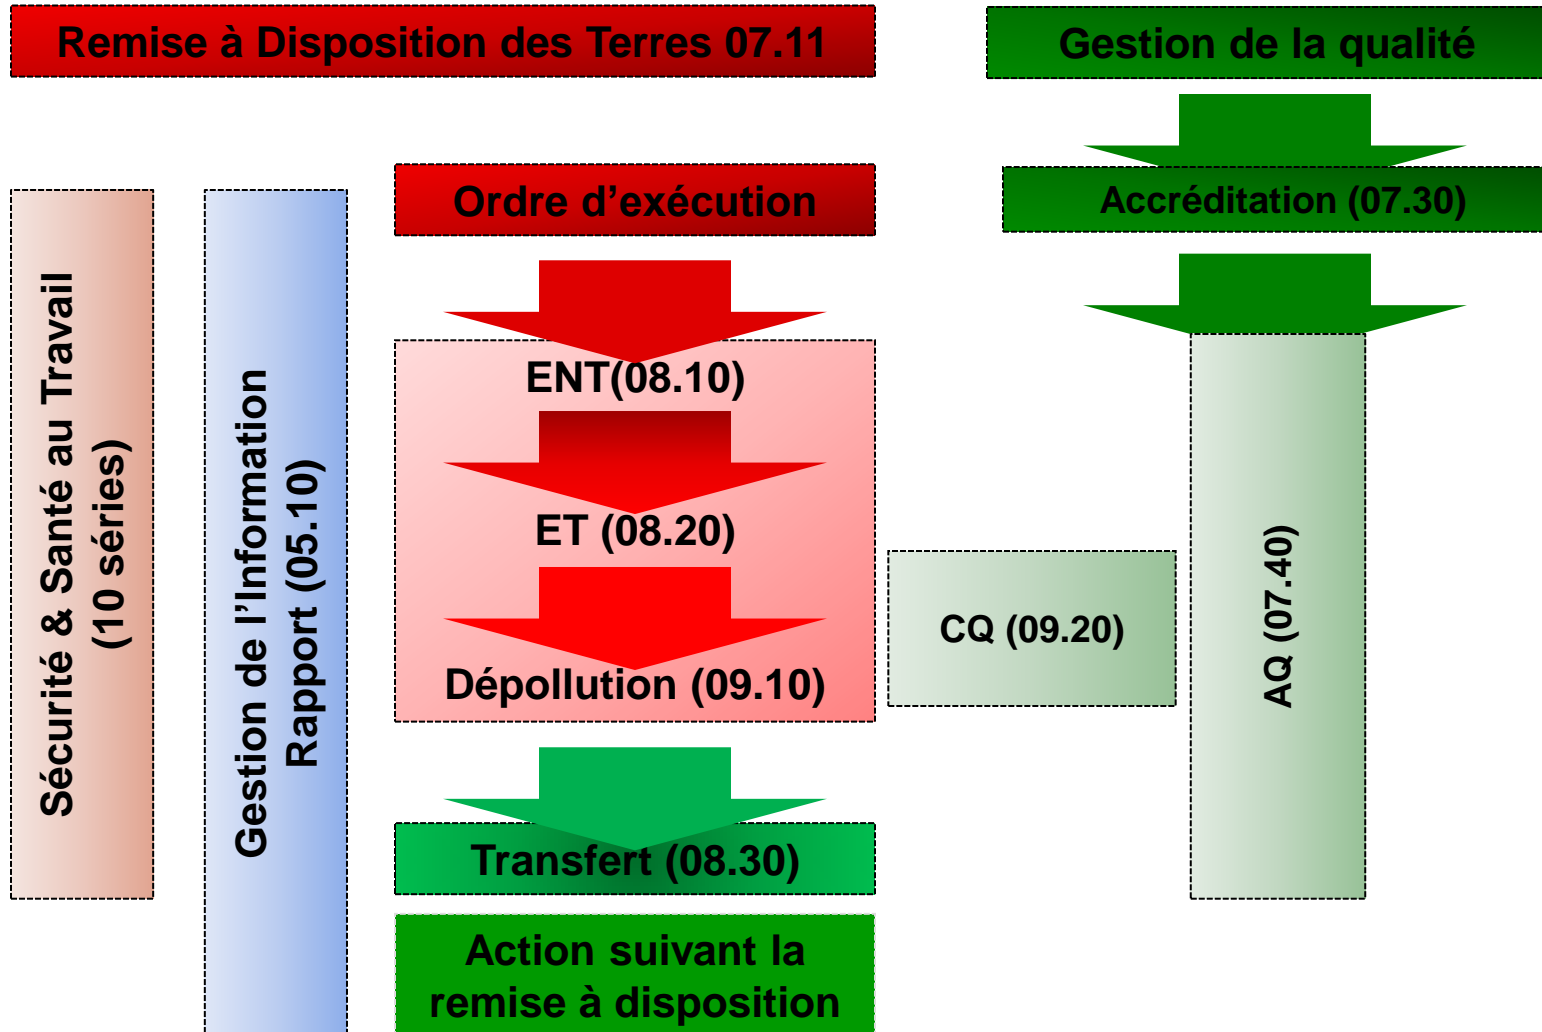 Remise à Disposition des Terres 07.11
Gestion de la qualité
Ordre d'exécution
Accréditation (07.30)
Sécurité & Santé au Travail
(10 séries)
Gestion de l'Information
Rapport (05.10)
ENT(08.10)
ET (08.20)
Dépollution (09.10)
CQ (09.20)
AQ (07.40)
Transfert (08.30)
Action suivant la
remise à disposition